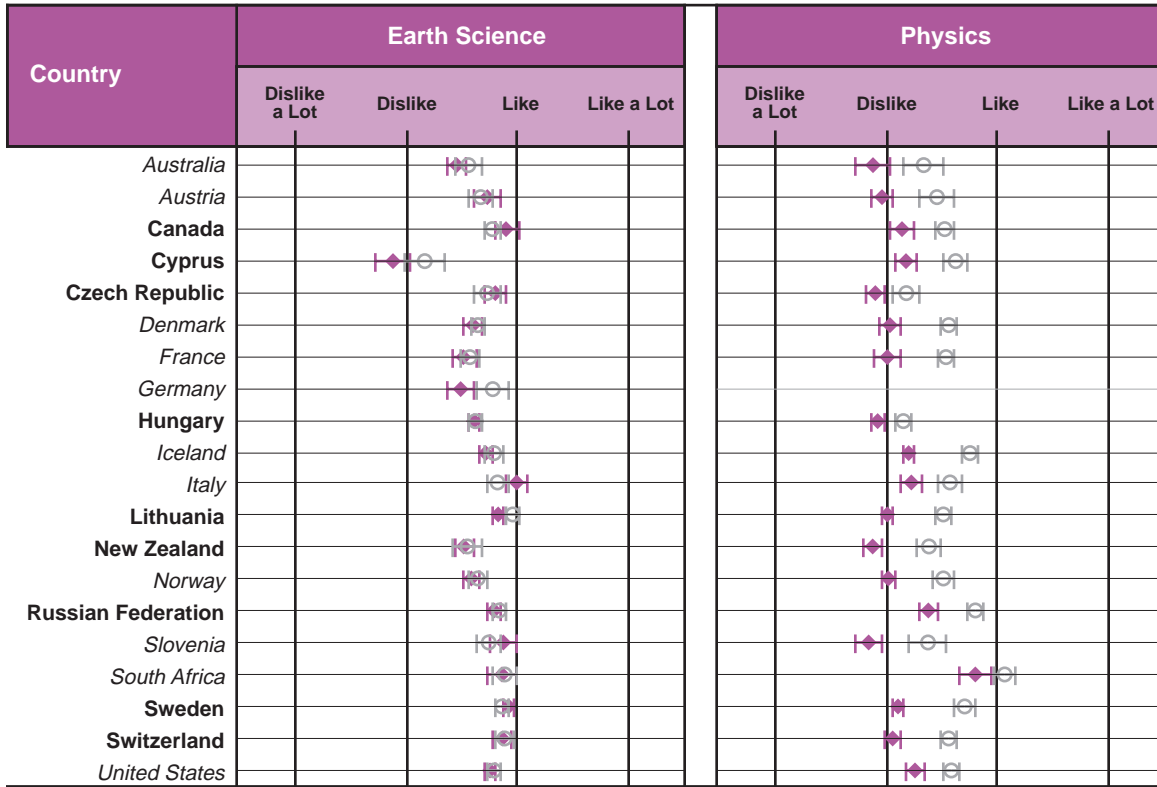 Country
Earth Science
Physics
Dislike a Lot
Dislike
Like
Like a Lot
Dislike a Lot
Dislike
Like
Like a Lot
Australia
Austria
Canada
Cyprus
Czech Republic
Denmark
France
Germany
Hungary
Iceland
Italy
Lithuania
New Zealand
Norway
Russian Federation
Slovenia
South Africa
Sweden
Switzerland
United States